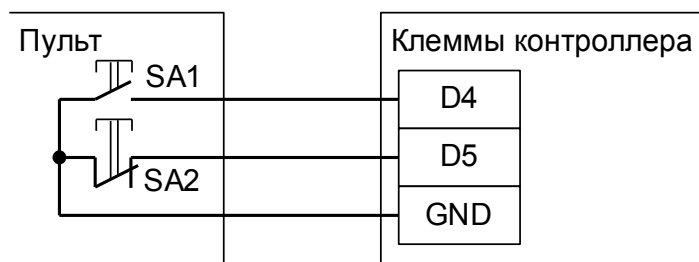 Пульт
Клеммы контроллера
SA1
D4
SA2
D5
GND